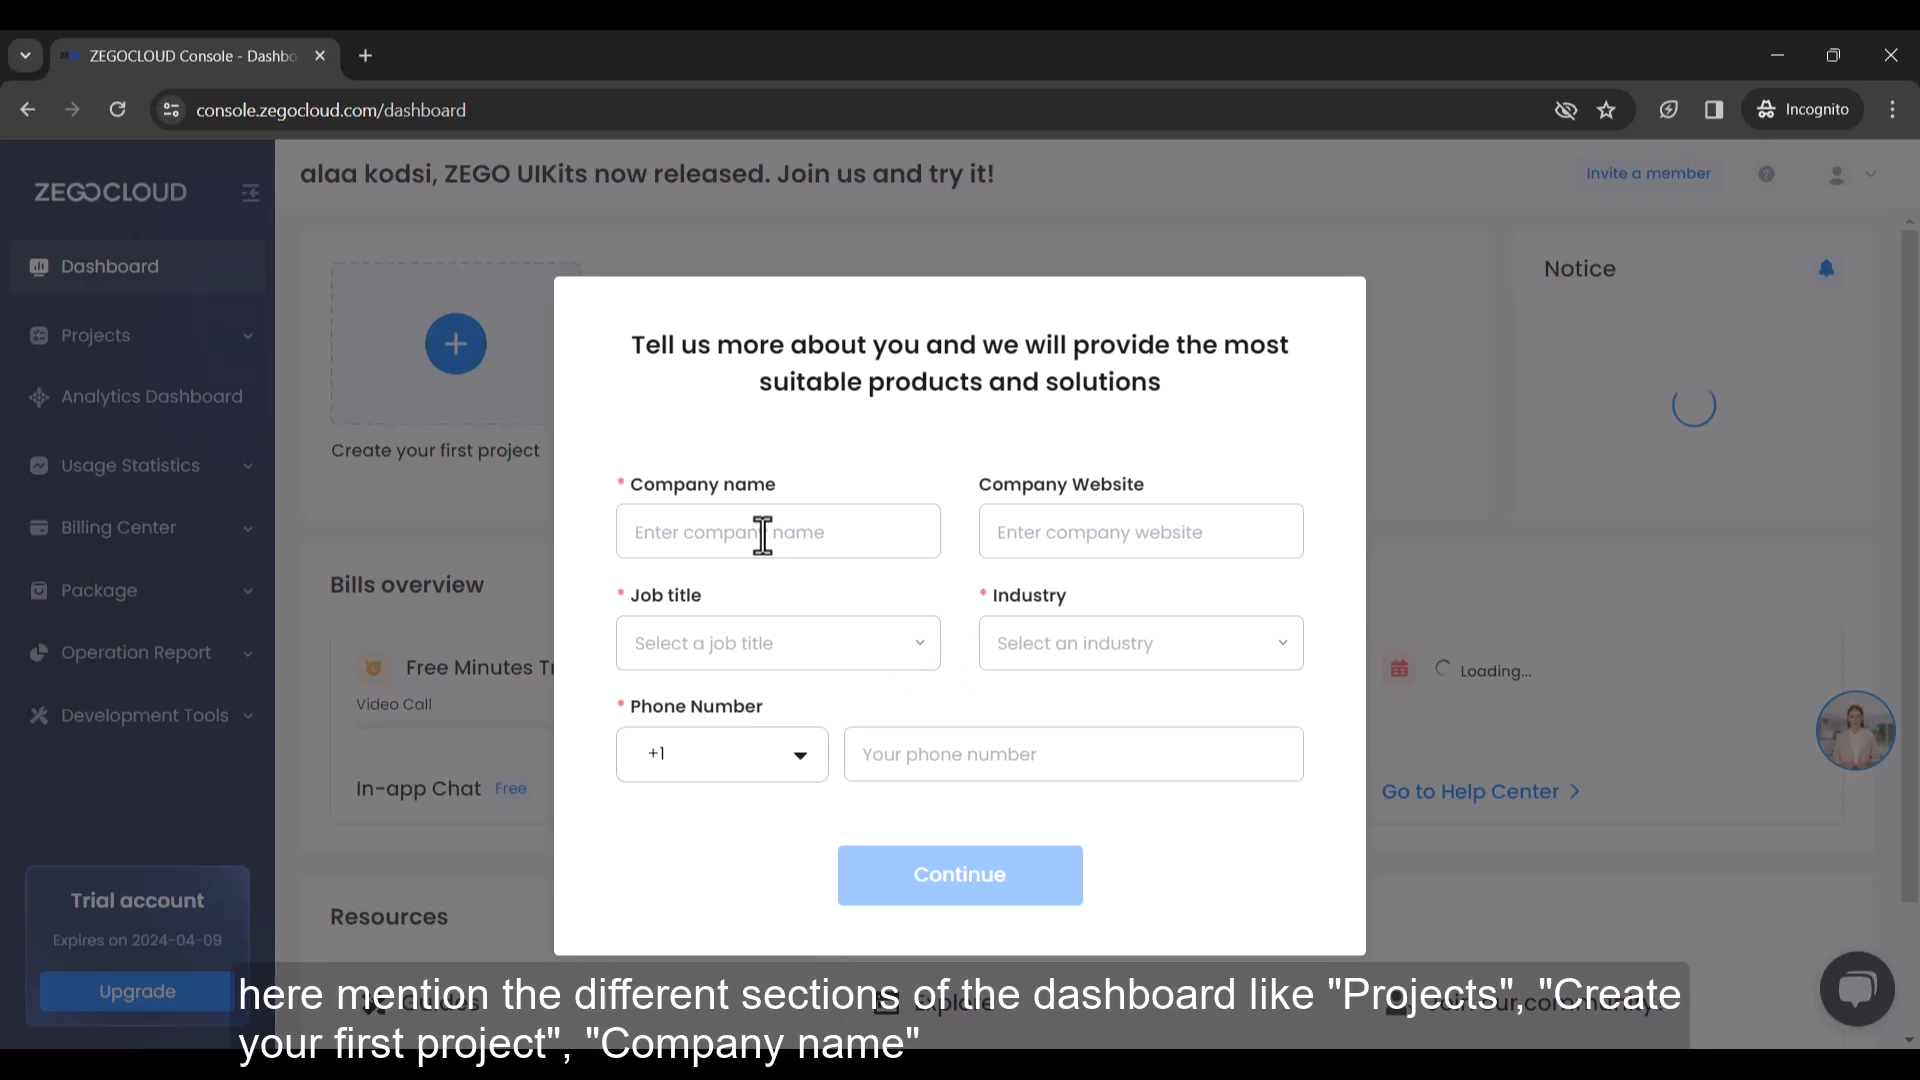 ZEGOCLOUD Console - Dashbo
console.zegocloud.com/dashboard
Incognito
ZEGOCLOUD
alaa kodsi, ZEGO UIKits now released. Join us and try it!
Invite a member
Dashboard
Projects
Analytics Dashboard
Usage Statistics
Billing Center
Package
Operation Report
Development Tools
Trial account
Expires on 2024-04-09
Upgrade
Create your first project
Notice
Bills overview
Free Minutes Tr
Video Call
In-app Chat Free
Loading...
Go to Help Center
Resources
Tell us more about you and we will provide the most
suitable products and solutions
* Company name
Enter company name
Company Website
Enter company website
* Job title
Select a job title
* Industry
Select an industry
* Phone Number
+1
Your phone number
Continue
Guides
Explore
Join our community
here mention the different sections of the dashboard like "Projects", "Create
your first project", "Company name"